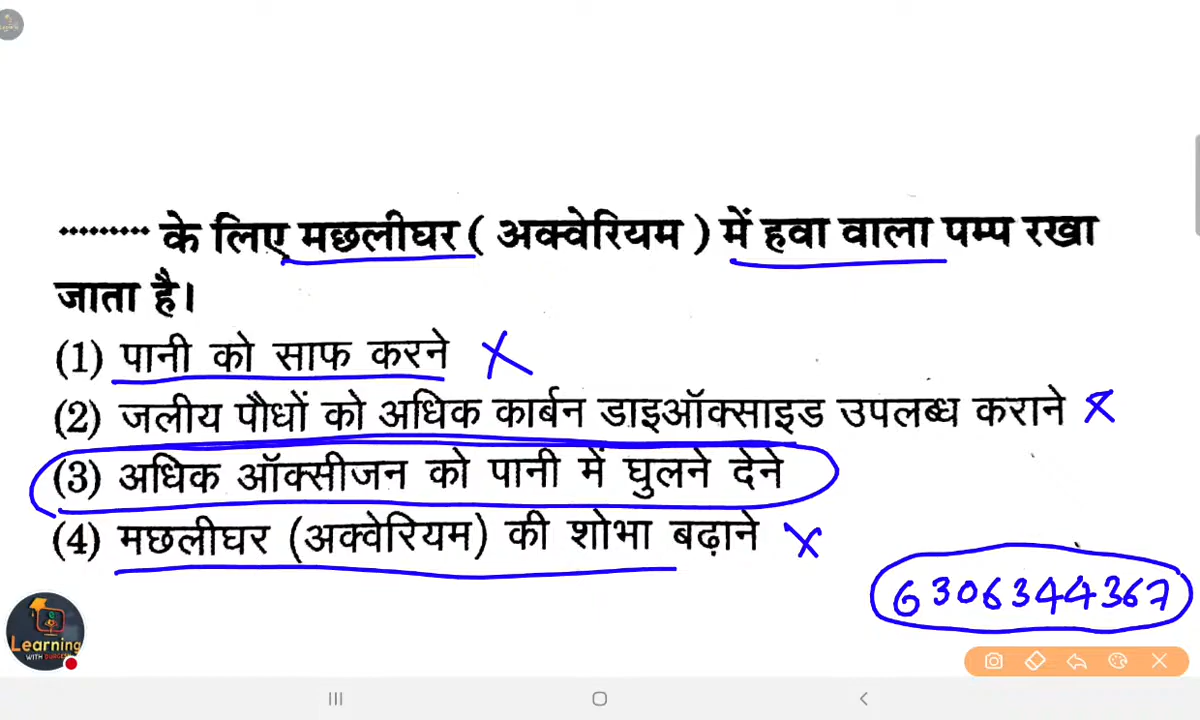 ......... के लिए मछलीघर ( अक्वेरियम ) में हवा वाला पम्प रखा
जाता है।
(1) पानी को साफ करने
(2) जलीय पौधों को अधिक कार्बन डाइऑक्साइड उपलब्ध कराने
(3) अधिक ऑक्सीजन को पानी में घुलने देने
(4) मछलीघर (अक्वेरियम) की शोभा बढ़ाने
6306344367
Learning